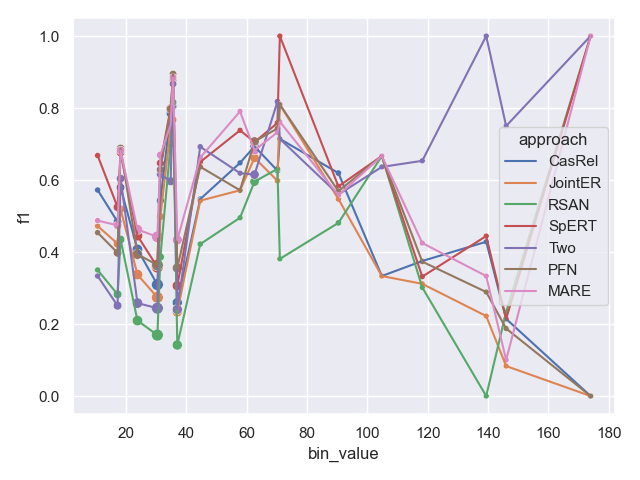 1.0
0.8
0.6
0.4
0.2
0.0
f1
20 40 60 80 100 120 140 160 180
bin_value
approach
CasRel
JointER
RSAN
SpERT
Two
PFN
MARE